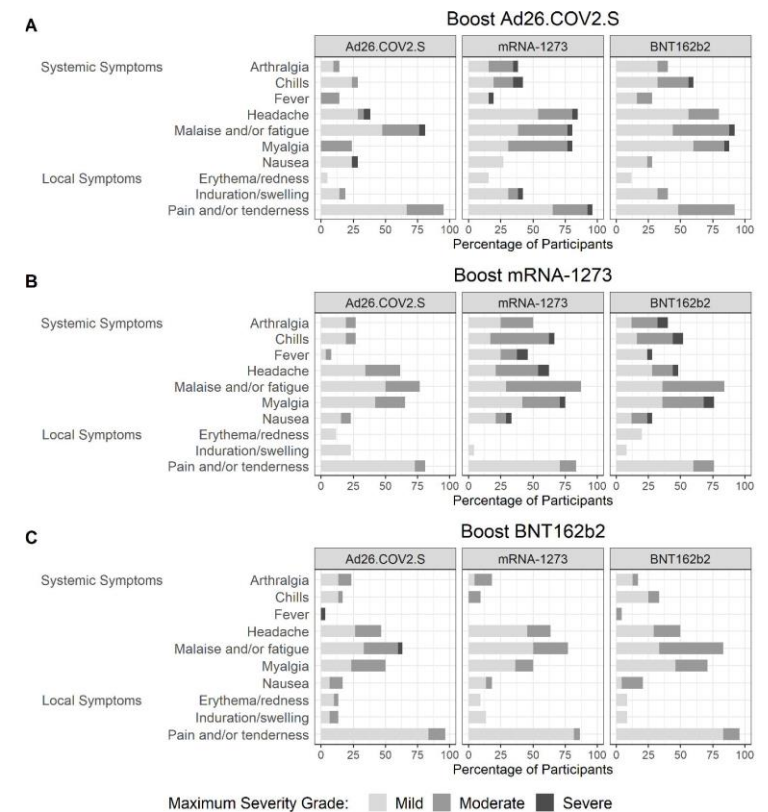 Boost Ad26.COV2.S
A
Ad26.COV2.S mRNA-1273 BNT162b2
Systemic Symptoms Arthralgia
Chills
Fever
Headache
Malaise and/or fatigue
Myalgia
Nausea
Local Symptoms Erythema/redness
Induration/swelling
Pain and/or tenderness
0 25 50 75 100 0 25 50 75 100 0 25 50 75 100
Percentage of Participants
Boost mRNA-1273
B
Ad26.COV2.S mRNA-1273 BNT162b2
Systemic Symptoms Arthralgia
Chills
Fever
Headache
Malaise and/or fatigue
Myalgia
Nausea
Local Symptoms Erythema/redness
Induration/swelling
Pain and/or tenderness
0 25 50 75 100 0 25 50 75 100 0 25 50 75 100
Percentage of Participants
Boost BNT162b2
C
Ad26.COV2.S mRNA-1273 BNT162b2
Systemic Symptoms Arthralgia
Chills
Fever
Headache
Malaise and/or fatigue
Myalgia
Nausea
Local Symptoms Erythema/redness
Induration/swelling
Pain and/or tenderness
0 25 50 75 100 0 25 50 75 100 0 25 50 75 100
Percentage of Participants
Maximum Severity Grade: Mild Moderate Severe